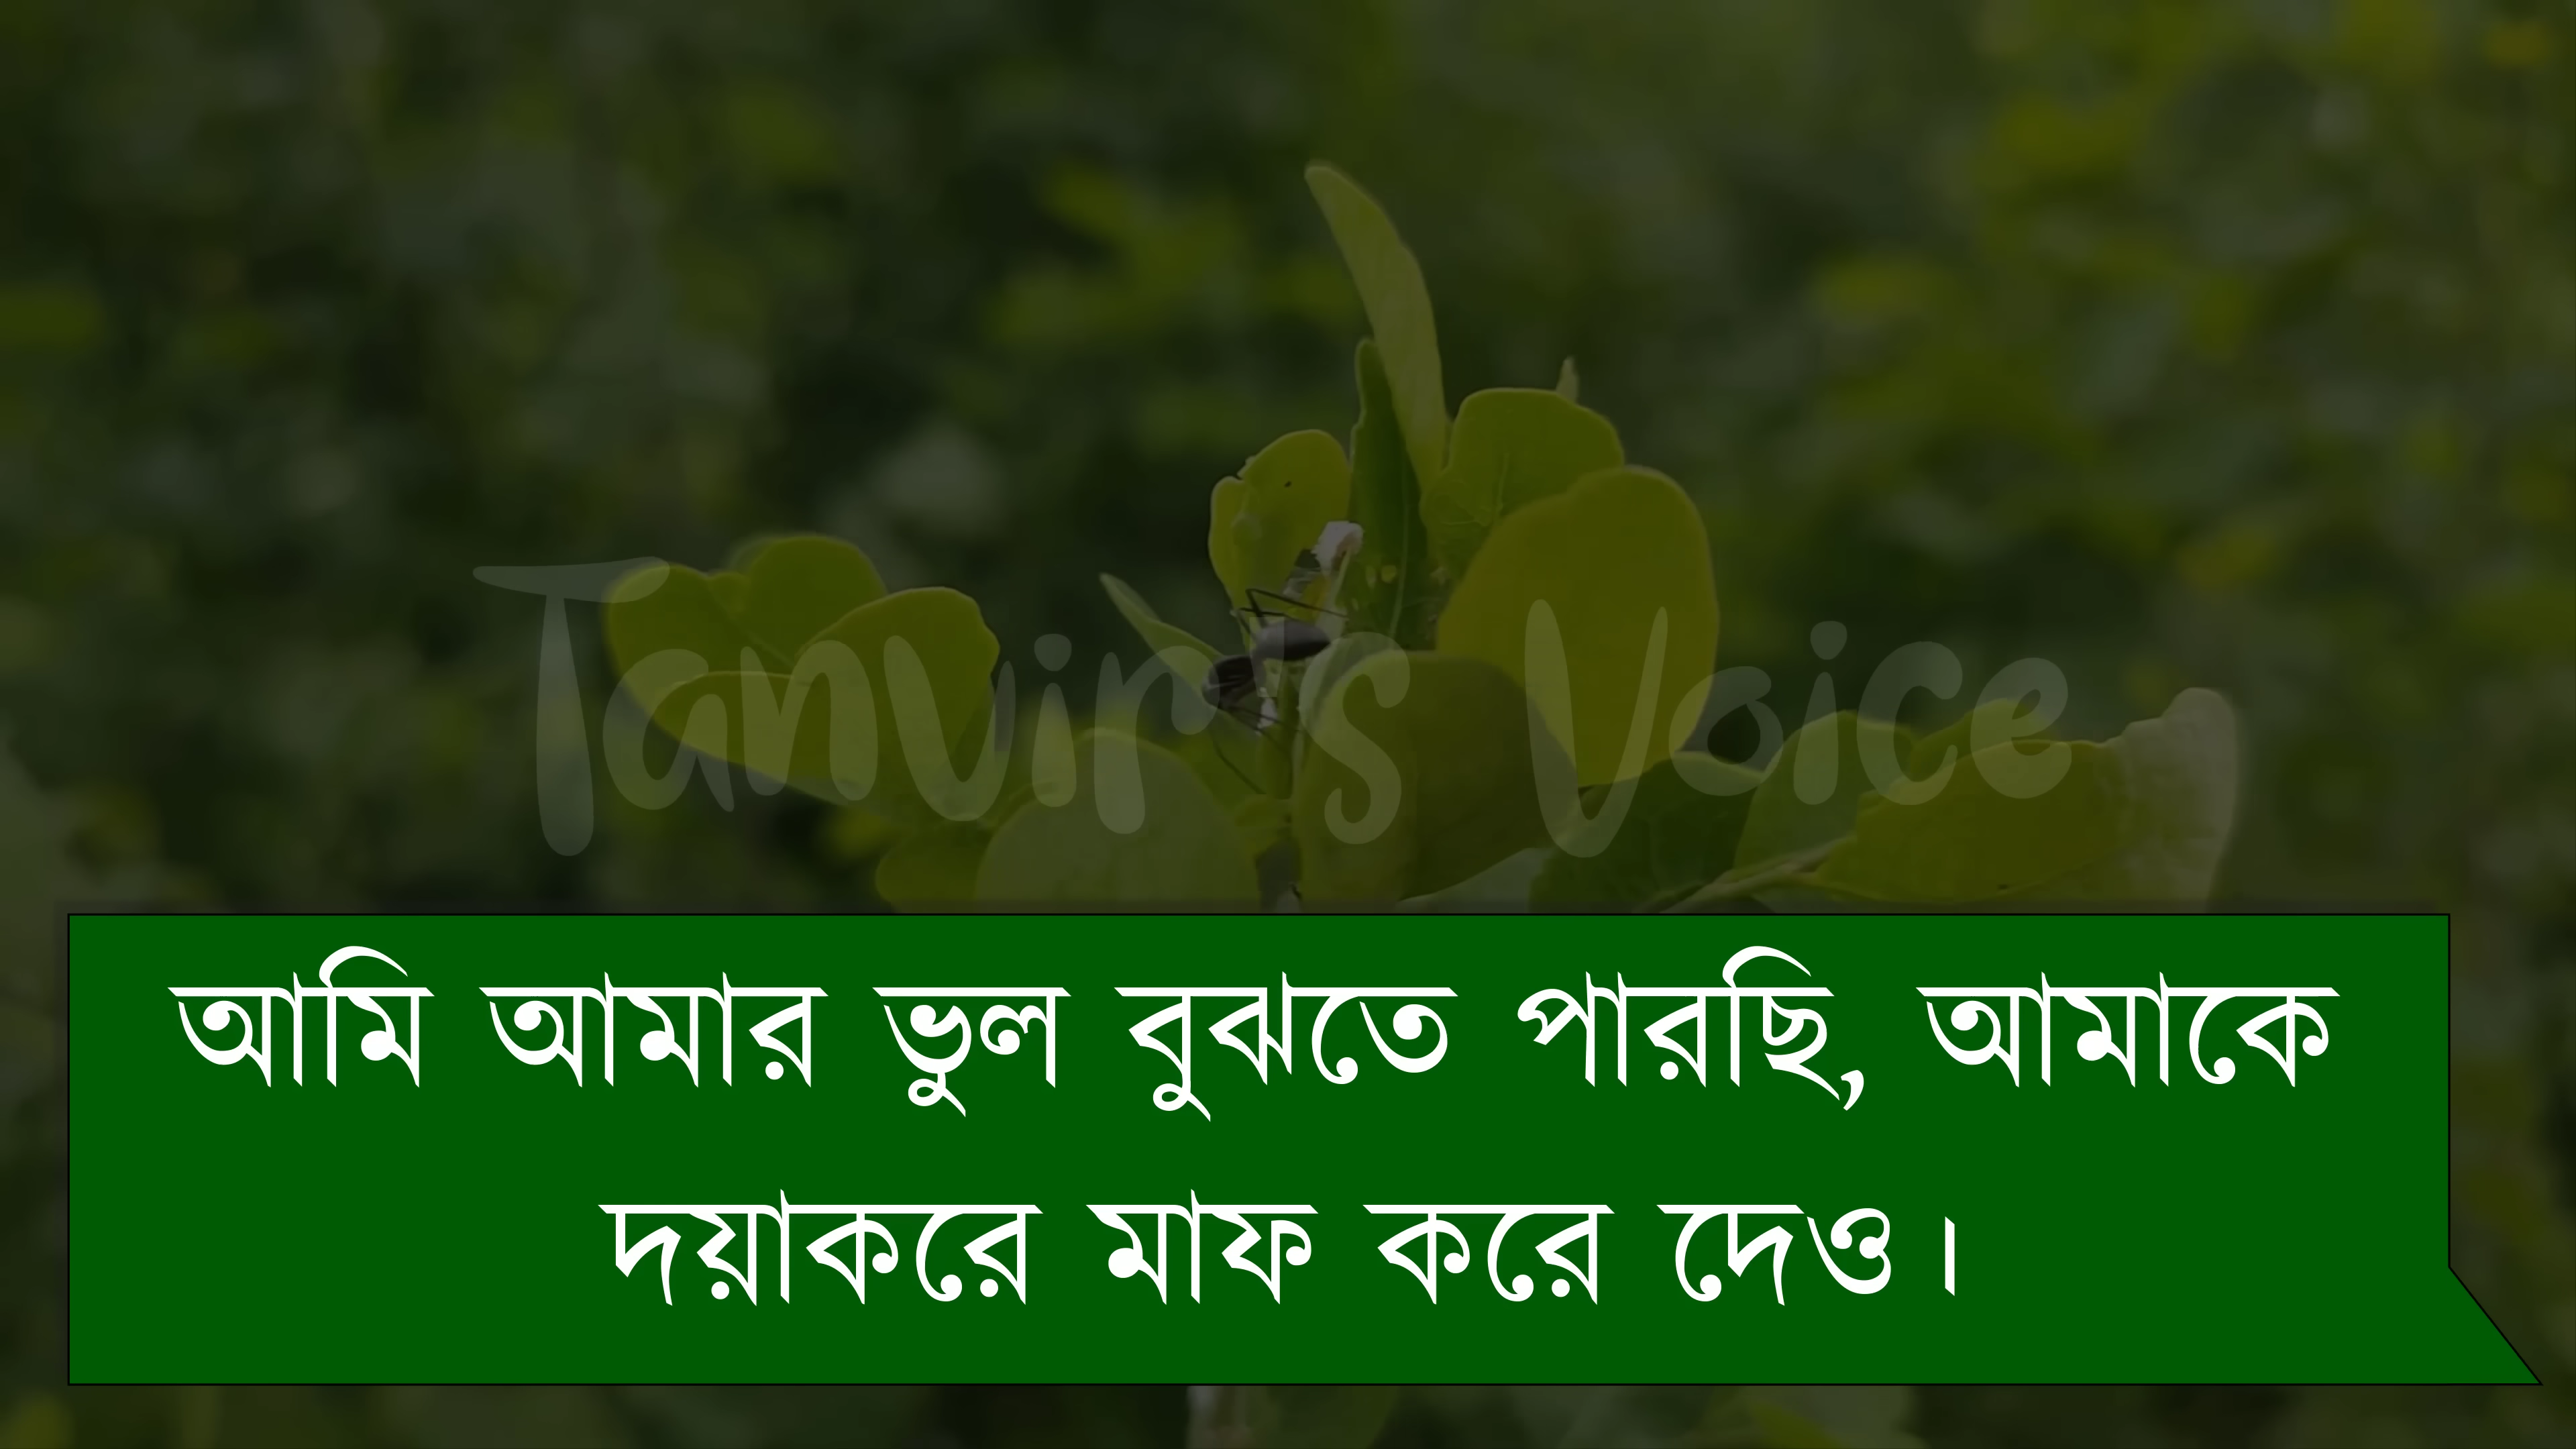 Tanvir's Voice
আমি আমার ভুল বুঝতে পারছি, আমাকে
দয়াকরে মাফ করে দেও।